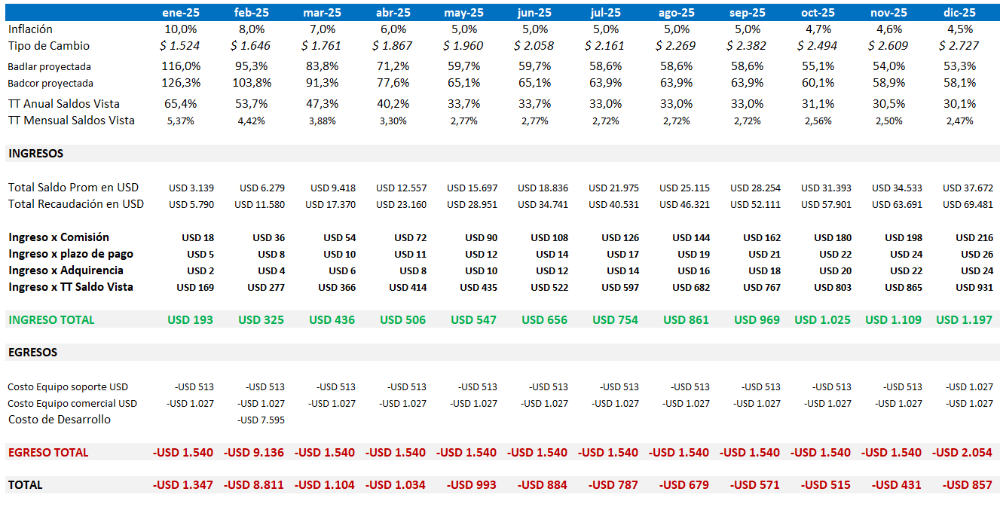 ene-25 feb-25 mar-25 abr-25 may-25 jun-25 jul-25 ago-25 sep-25 oct-25 nov-25 dic-25
Inflación 10,0% 8,0% 7,0% 6,0% 5,0% 5,0% 5,0% 5,0% 5,0% 4,7% 4,6% 4,5%
Tipo de Cambio $ 1.524 $ 1.646 $ 1.761 $ 1.867 $ 1.960 $ 2.058 $ 2.161 $ 2.269 $ 2.382 $ 2.494 $ 2.609 $ 2.727
Badlar proyectada 116,0% 95,3% 83,8% 71,2% 59,7% 59,7% 58,6% 58,6% 58,6% 55,1% 54,0% 53,3%
Badcor proyectada 126,3% 103,8% 91,3% 77,6% 65,1% 65,1% 63,9% 63,9% 63,9% 60,1% 58,9% 58,1%
TT Anual Saldos Vista 65,4% 53,7% 47,3% 40,2% 33,7% 33,7% 33,0% 33,0% 33,0% 31,1% 30,5% 30,1%
TT Mensual Saldos Vista 5,37% 4,42% 3,88% 3,30% 2,77% 2,77% 2,72% 2,72% 2,72% 2,56% 2,50% 2,47%
INGRESOS
Total Saldo Prom en USD USD 3.139 USD 6.279 USD 9.418 USD 12.557 USD 15.697 USD 18.836 USD 21.975 USD 25.115 USD 28.254 USD 31.393 USD 34.533 USD 37.672
Total Recaudación en USD USD 5.790 USD 11.580 USD 17.370 USD 23.160 USD 28.951 USD 34.741 USD 40.531 USD 46.321 USD 52.111 USD 57.901 USD 63.691 USD 69.481
Ingreso x Comisión USD 18 USD 36 USD 54 USD 72 USD 90 USD 108 USD 126 USD 144 USD 162 USD 180 USD 198 USD 216
Ingreso x plazo de pago USD 5 USD 8 USD 10 USD 11 USD 12 USD 14 USD 17 USD 19 USD 21 USD 22 USD 24 USD 26
Ingreso x Adquirencia USD 2 USD 4 USD 6 USD 8 USD 10 USD 12 USD 14 USD 16 USD 18 USD 20 USD 22 USD 24
Ingreso x TT Saldo Vista USD 169 USD 277 USD 366 USD 414 USD 435 USD 522 USD 597 USD 682 USD 767 USD 803 USD 865 USD 931
INGRESO TOTAL USD 193 USD 325 USD 436 USD 506 USD 547 USD 656 USD 754 USD 861 USD 969 USD 1.025 USD 1.109 USD 1.197
EGRESOS
Costo Equipo soporte USD -USD 513 -USD 513 -USD 513 -USD 513 -USD 513 -USD 513 -USD 513 -USD 513 -USD 513 -USD 513 -USD 513 -USD 1.027
Costo Equipo comercial USD -USD 1.027 -USD 1.027 -USD 1.027 -USD 1.027 -USD 1.027 -USD 1.027 -USD 1.027 -USD 1.027 -USD 1.027 -USD 1.027 -USD 1.027 -USD 1.027
Costo de Desarrollo -USD 7.595
EGRESO TOTAL -USD 1.540 -USD 9.136 -USD 1.540 -USD 1.540 -USD 1.540 -USD 1.540 -USD 1.540 -USD 1.540 -USD 1.540 -USD 1.540 -USD 1.540 -USD 2.054
TOTAL -USD 1.347 -USD 8.811 -USD 1.104 -USD 1.034 -USD 993 -USD 884 -USD 787 -USD 679 -USD 571 -USD 515 -USD 431 -USD 857